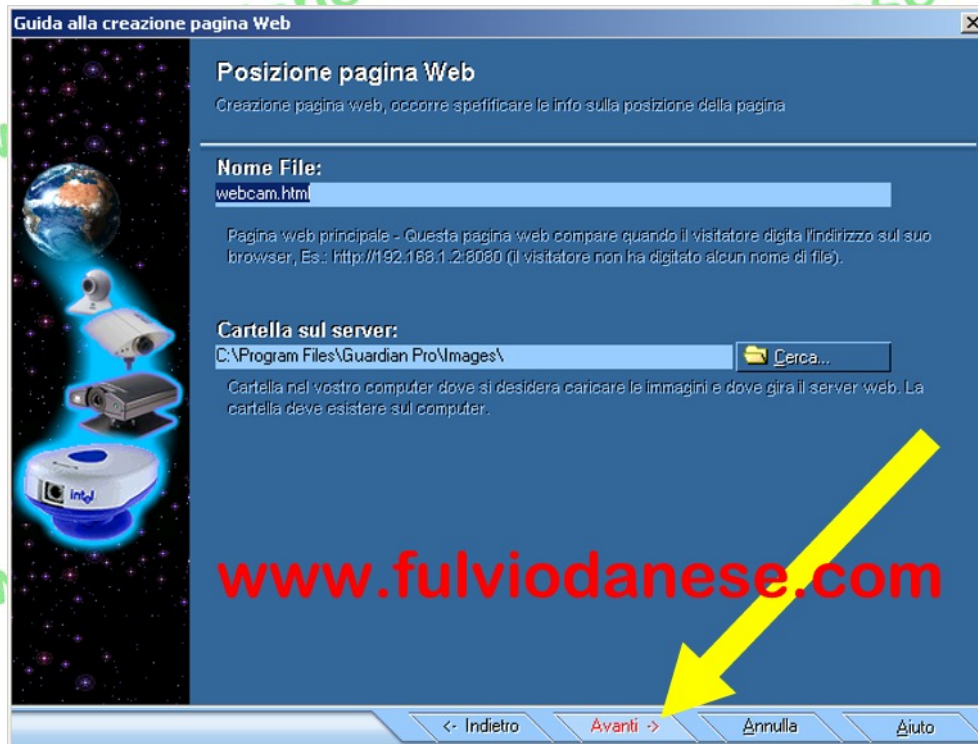 Guida alla creazione pagina Web
Posizione pagina Web
Creazione pagina web, occorre spefificare le info sulla posizione della pagina
Nome File:
webcam.html
Pagina web principale - Questa pagina web compare quando il visitatore digita l'indirizzo sul suo
browser, Es.: http://192.168.1.2:8080 (il visitatore non ha digitato alcun nome di file).
Cartella sul server:
C:\Program Files\Guardian Pro\Images\
Cerca...
Cartella nel vostro computer dove si desidera caricare le immagini e dove gira il server web. La
cartella deve esistere sul computer.
intel
www.fulviodanese.com
<- Indietro
Avanti ->
Annulla
Aiuto